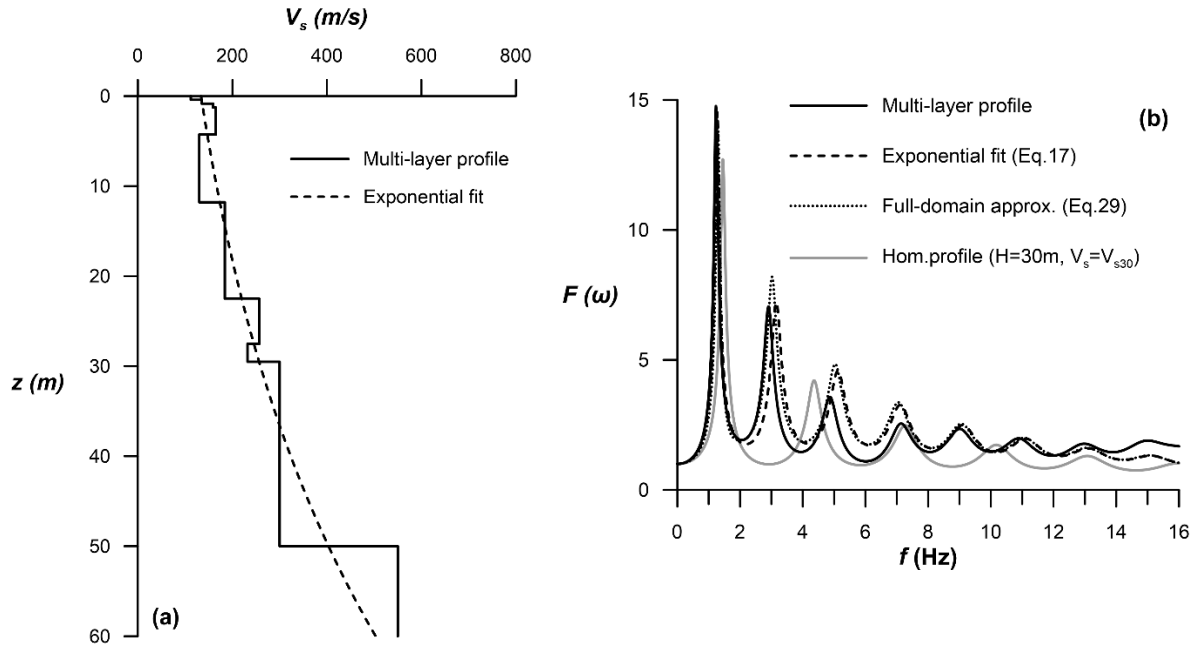 V_s (m/s)
0 200 400 600 800
0
10
20
30
40
50
60
z (m)
Multi-layer profile
Exponential fit
(a)
15
10
5
0
F (ω)
Multi-layer profile
Exponential fit (Eq.17)
Full-domain approx. (Eq.29)
Hom.profile (H=30m, V_s=V_s30)
(b)
0 2 4 6 8 10 12 14 16
f (Hz)